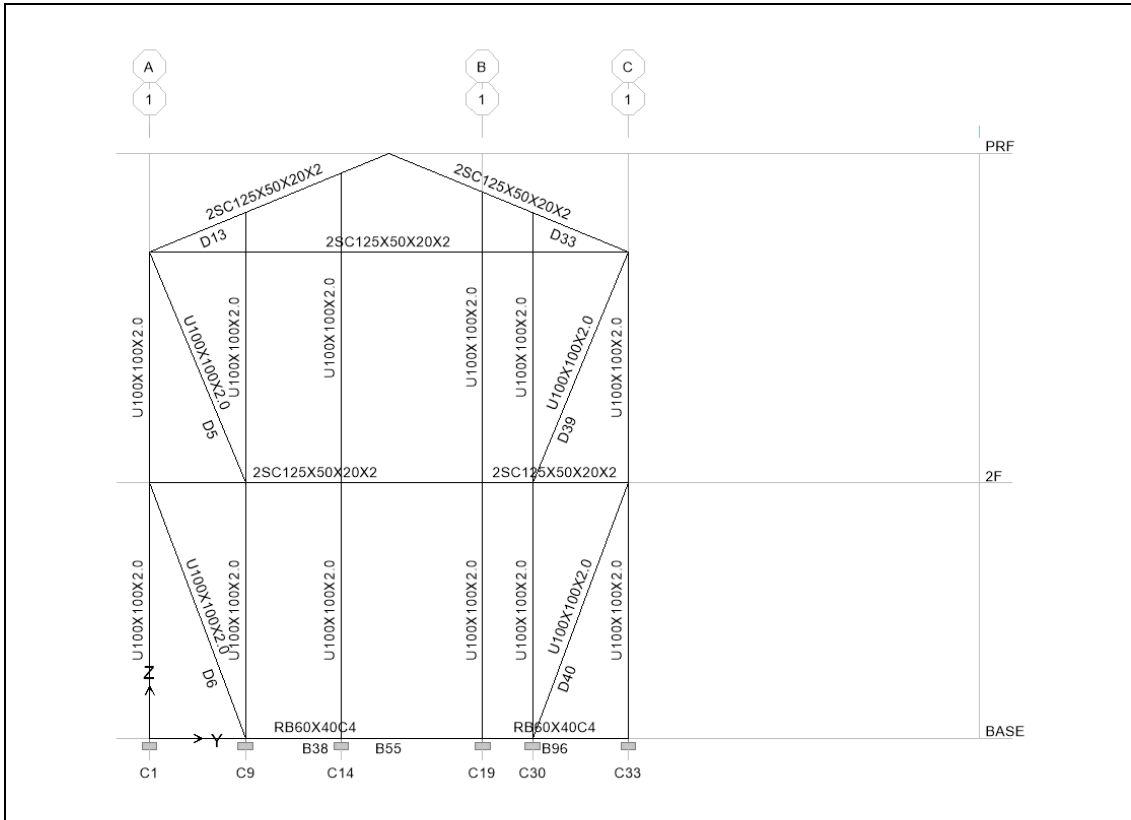 A B C
1 1 1
PRF
2SC125X50X20X2 2SC125X50X20X2
D13 D33
2SC125X50X20X2
U100X100X2.0 U100X100X2.0 U100X100X2.0 U100X100X2.0 U100X100X2.0 U100X100X2.0 U100X100X2.0 U100X100X2.0
D5 D39
2SC125X50X20X2 2SC125X50X20X2
2F
U100X100X2.0 U100X100X2.0 U100X100X2.0 U100X100X2.0 U100X100X2.0 U100X100X2.0 U100X100X2.0 U100X100X2.0
D6 D40
Z
RB60X40C4 RB60X40C4
Y
BASE
B38 B55 B96
C1 C9 C14 C19 C30 C33